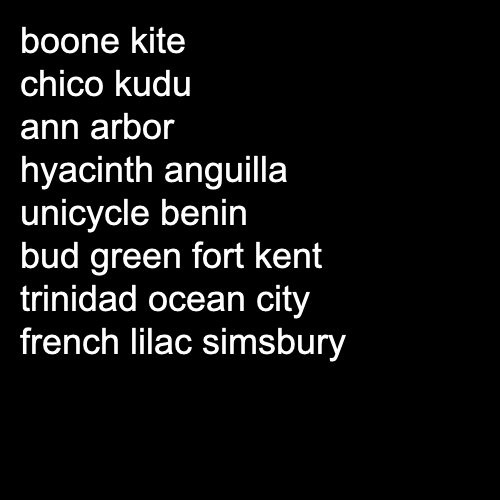 boone kite
chico kudu
ann arbor
hyacinth anguilla
unicycle benin
bud green fort kent
trinidad ocean city
french lilac simsbury